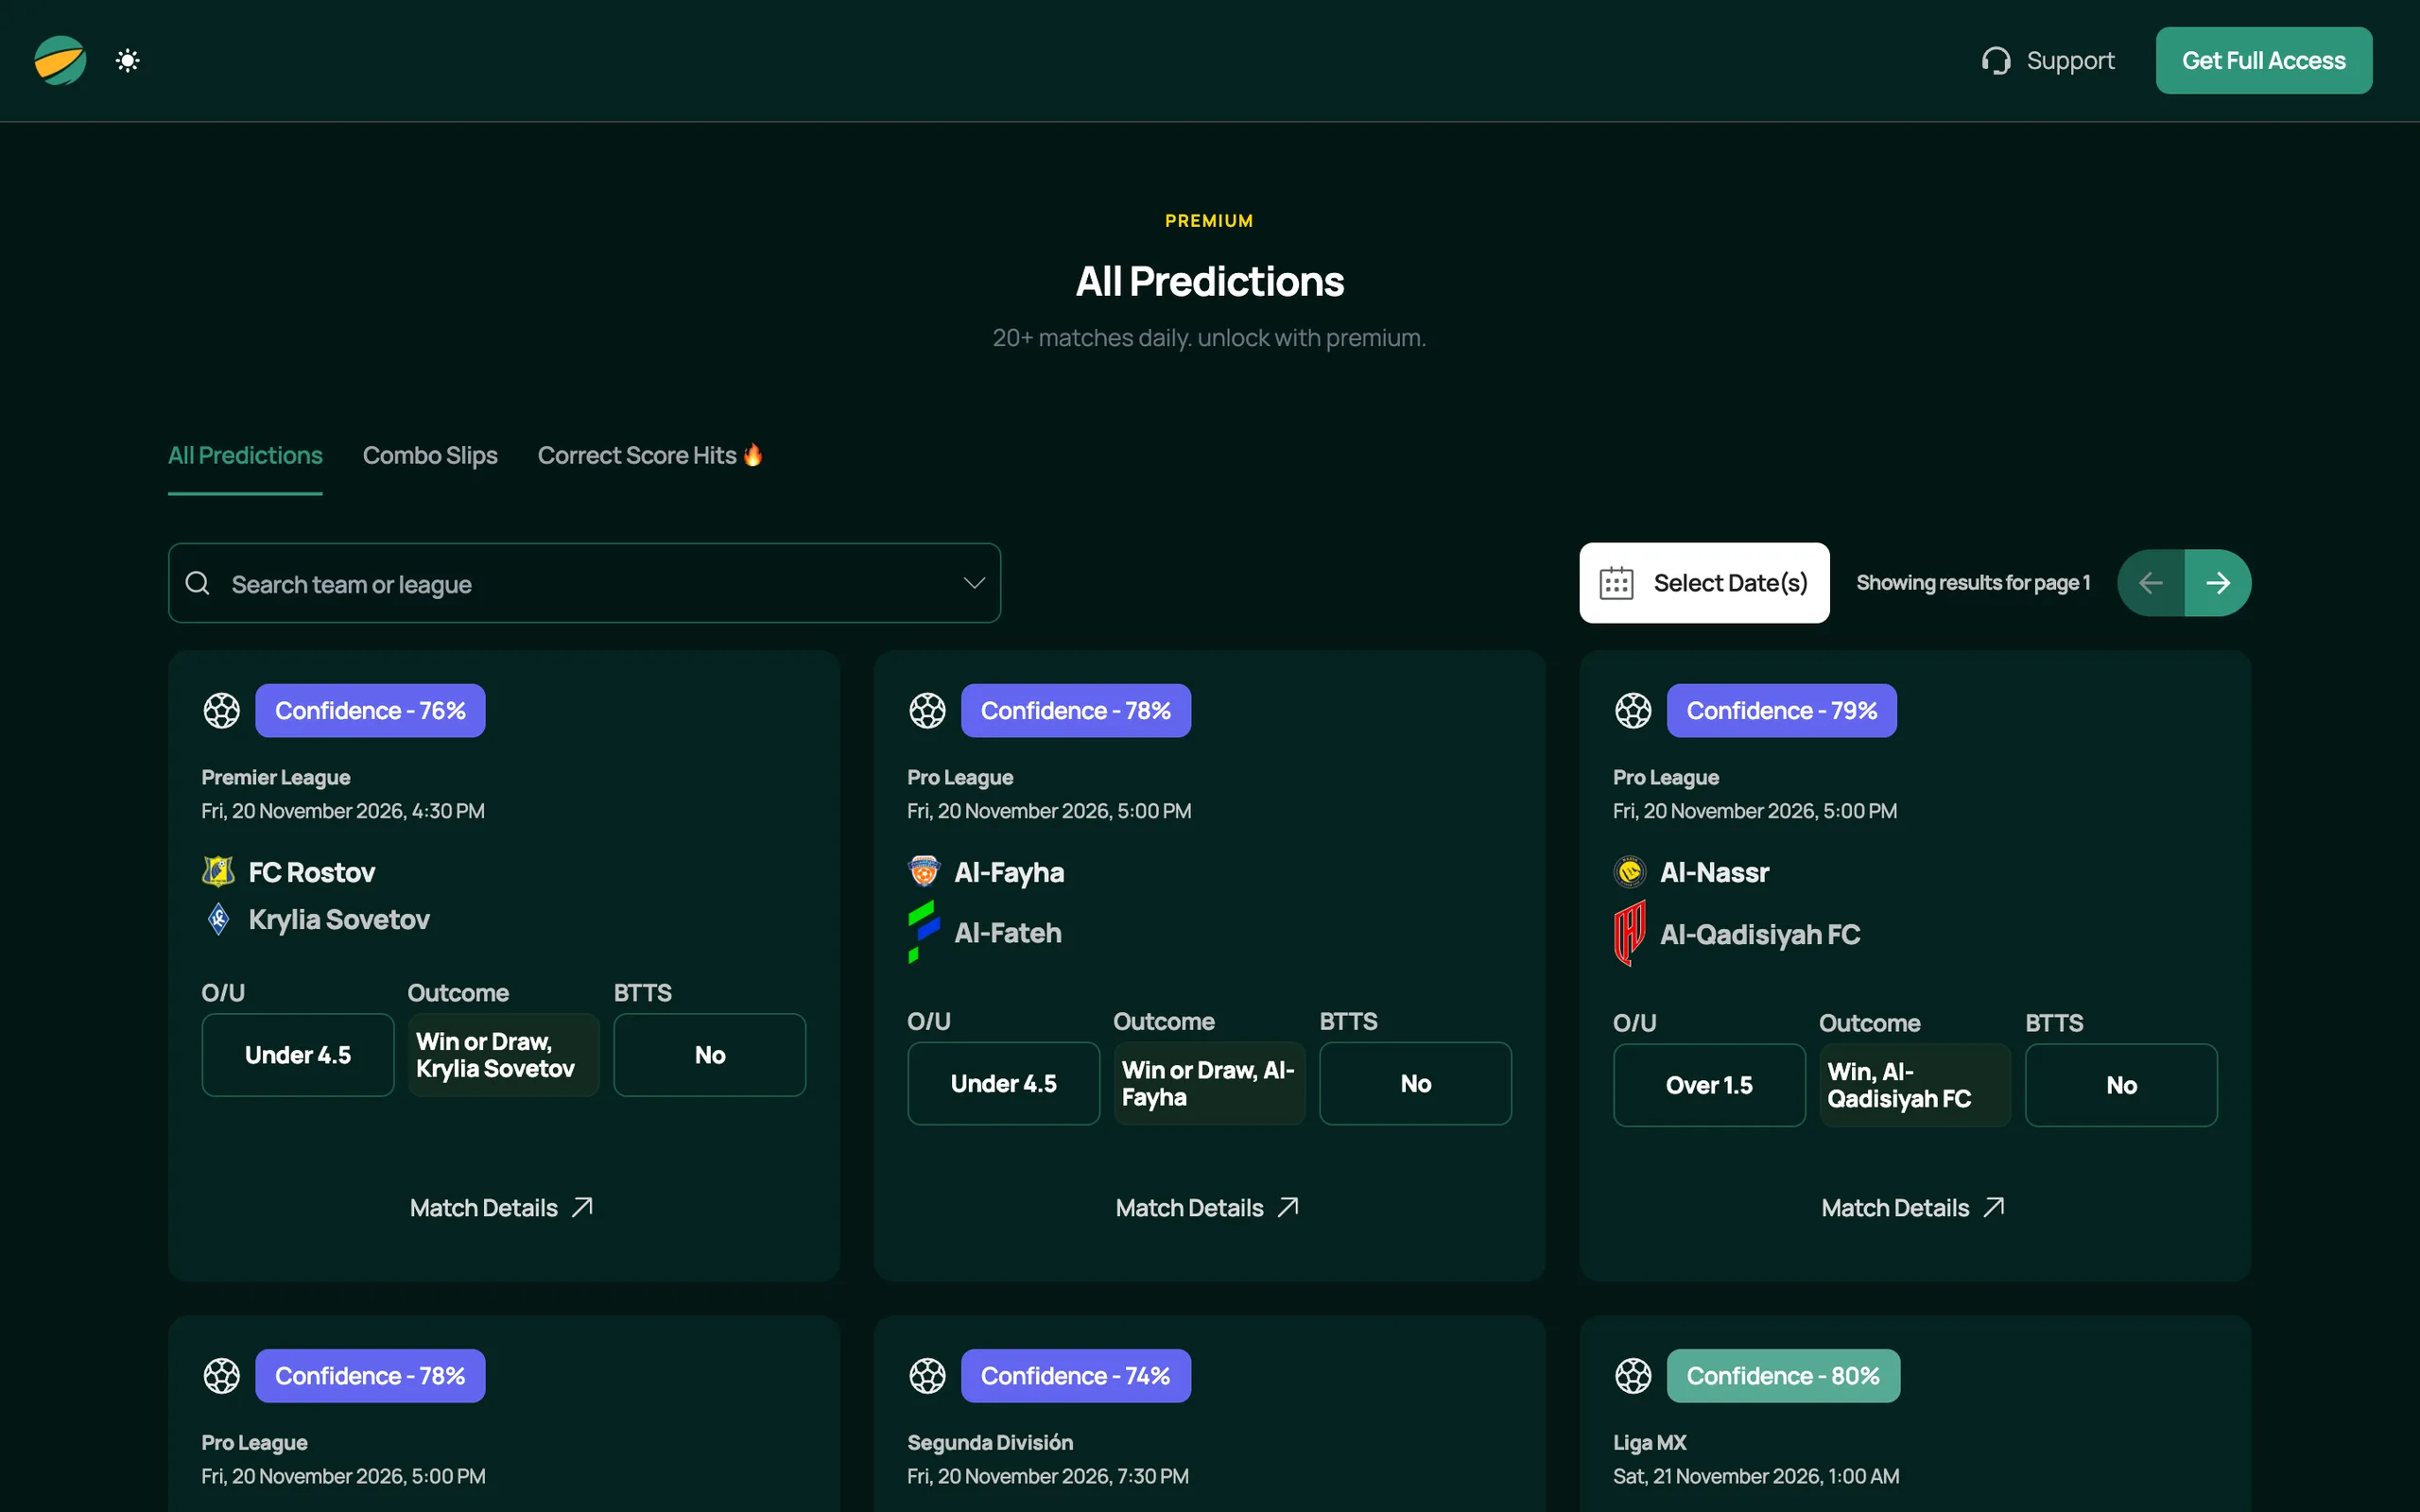 Support
Get Full Access
PREMIUM
All Predictions
20+ matches daily. unlock with premium.
All Predictions
Combo Slips
Correct Score Hits🔥
Search team or league
Select Date(s)
Showing results for page 1
Confidence - 76%
Premier League
Fri, 20 November 2026, 4:30 PM
FC Rostov
Krylia Sovetov
O/U
Outcome
BTTS
Under 4.5
Win or Draw,
Krylia Sovetov
No
Match Details
Confidence - 78%
Pro League
Fri, 20 November 2026, 5:00 PM
Al-Fayha
Al-Fateh
O/U
Outcome
BTTS
Under 4.5
Win or Draw, Al-
Fayha
No
Match Details
Confidence - 79%
Pro League
Fri, 20 November 2026, 5:00 PM
Al-Nassr
Al-Qadisiyah FC
O/U
Outcome
BTTS
Over 1.5
Win, Al-
Qadisiyah FC
No
Match Details
Confidence - 78%
Pro League
Fri, 20 November 2026, 5:00 PM
Confidence - 74%
Segunda División
Fri, 20 November 2026, 7:30 PM
Confidence - 80%
Liga MX
Sat, 21 November 2026, 1:00 AM